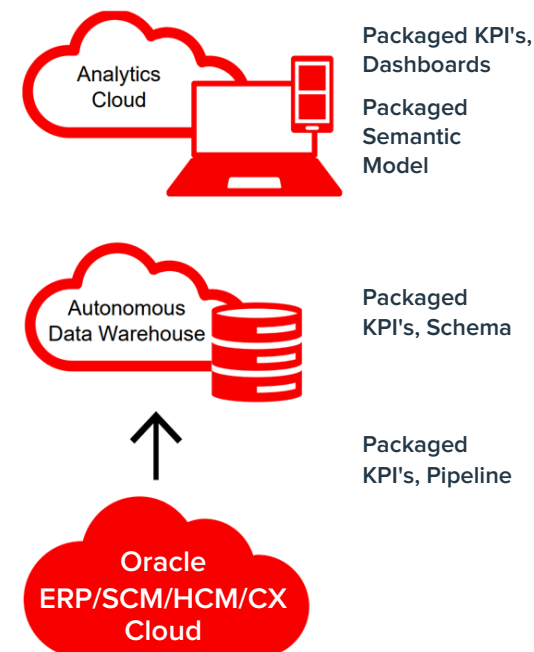 Analytics
Cloud
Packaged KPI's,
Dashboards
Packaged
Semantic
Model
Autonomous
Data Warehouse
Packaged
KPI's, Schema
Packaged
KPI's, Pipeline
Oracle
ERP/SCM/HCM/CX
Cloud